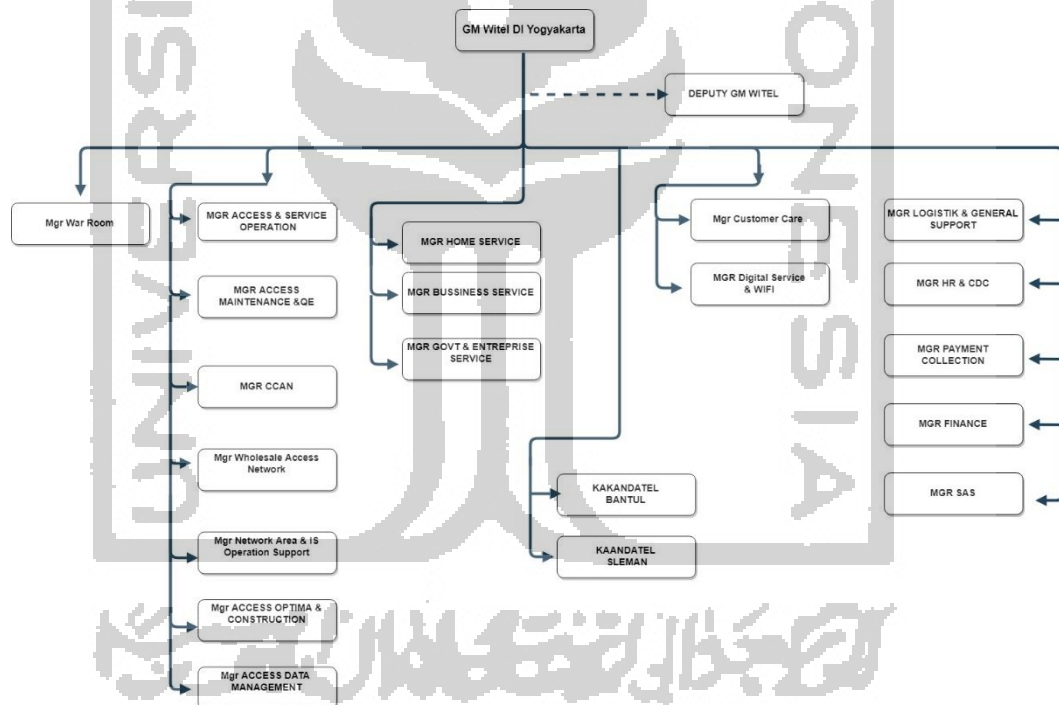 GM Witel DI Yogyakarta
DEPUTY GM WITEL
Mgr War Room
MGR ACCESS & SERVICE
OPERATION
MGR ACCESS
MAINTENANCE &QE
MGR CCAN
Mgr Wholesale Access
Network
Mgr Network Area & IS
Operation Support
Mgr ACCESS OPTIMA &
CONSTRUCTION
Mgr ACCESS DATA
MANAGEMENT
MGR HOME SERVICE
MGR BUSSINESS SERVICE
MGR GOVT & ENTREPRISE
SERVICE
KAKANDATEL
BANTUL
KAANDATEL
SLEMAN
Mgr Customer Care
MGR Digital Service
& WIFI
MGR LOGISTIK & GENERAL
SUPPORT
MGR HR & CDC
MGR PAYMENT
COLLECTION
MGR FINANCE
MGR SAS
UNIVERSI
ONESIA